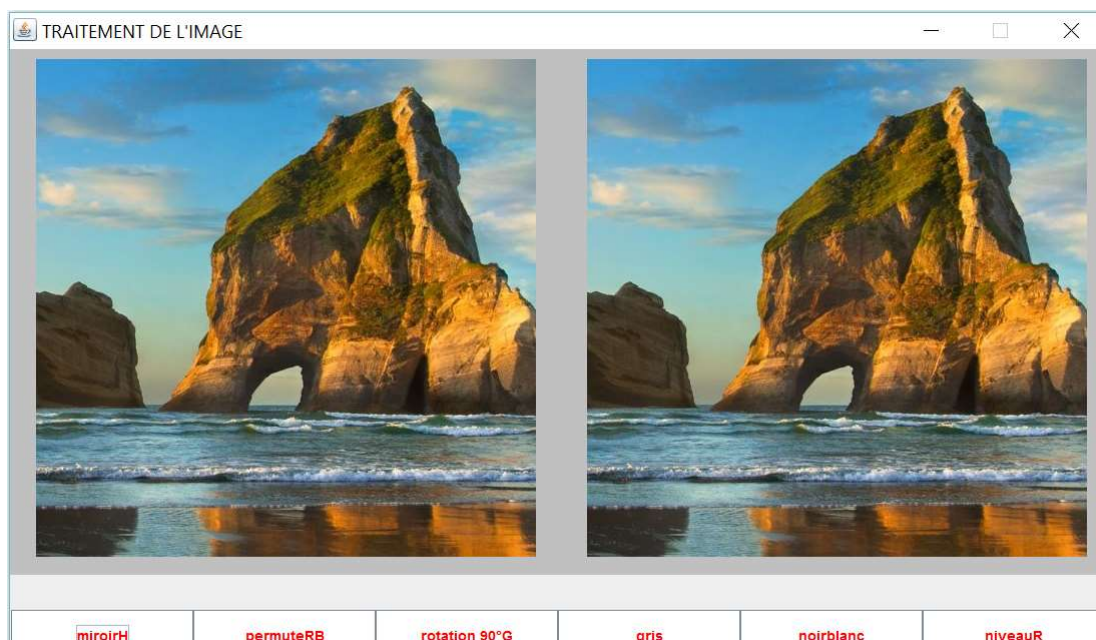 TRAITEMENT DE L'IMAGE
miroirH permuteRB rotation 90°G gris noirblanc niveauR